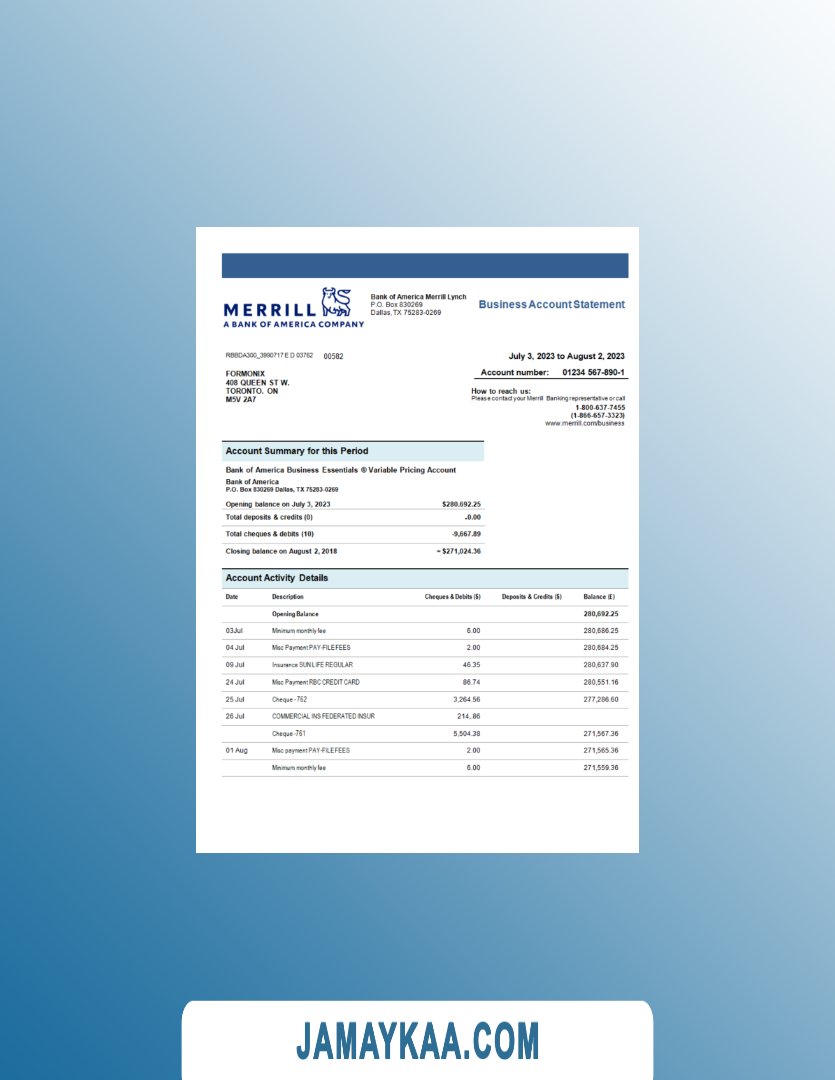 MERRILL
A BANK OF AMERICA COMPANY
Bank of America Merrill Lynch
P.O. Box 830269
Dallas, TX 75283-0269
Business Account Statement
RBBDA300_3990717 E D 03762 00582
July 3, 2023 to August 2, 2023
Account number: 01234 567-890-1
FORMONIX
408 QUEEN ST W.
TORONTO. ON
M5V 2A7
How to reach us:
Please contact your Merrill Banking representative or call
1-800-637-7455
(1-866-657-3323)
www.merrill.com/business
Account Summary for this Period
Bank of America Business Essentials ® Variable Pricing Account
Bank of America
P.O. Box 830269 Dallas, TX 75283-0269
Opening balance on July 3, 2023 $280,692.25
Total deposits & credits (0) -0.00
Total cheques & debits (10) -9,667.89
Closing balance on August 2, 2018 = $271,024.36
Account Activity Details
Date Description Cheques & Debits ($) Deposits & Credits ($) Balance (£)
Opening Balance 280,692.25
03Jul Minimum monthly fee 6.00 280,686.25
04 Jul Misc Payment PAY-FILE FEES 2.00 280,684.25
09 Jul Insurance SUN LIFE REGULAR 46.35 280,637.90
24 Jul Misc Payment RBC CREDIT CARD 86.74 280,551.16
25 Jul Cheque -762 3,264.56 277,286.60
26 Jul COMMERCIAL INS FEDERATED INSUR 214,.86
Cheque -761 5,504.38 271,567.36
01 Aug Misc payment PAY-FILE FEES 2.00 271,565.36
Minimum monthly fee 6.00 271,559.36
JAMAYKAA.COM